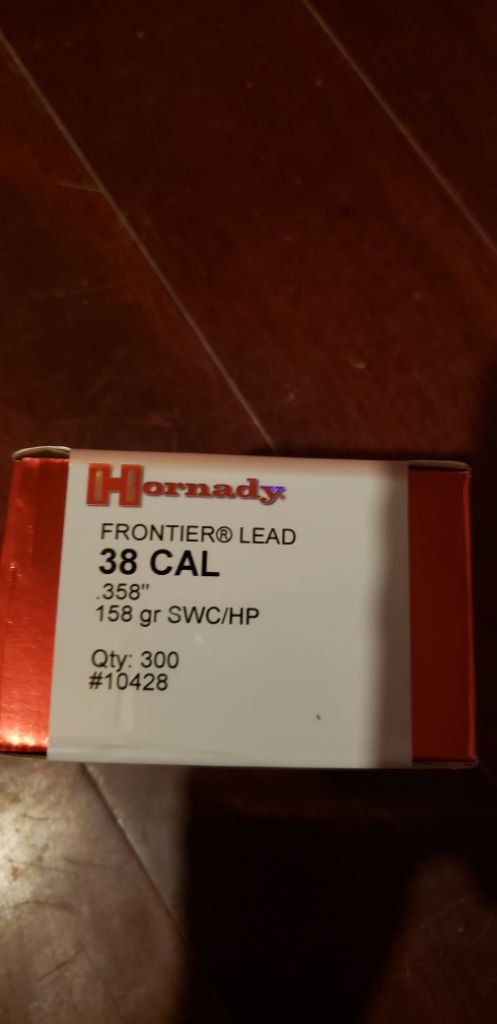 Hornady
FRONTIER® LEAD
38 CAL
.358"
158 gr SWC/HP
Qty: 300
#10428